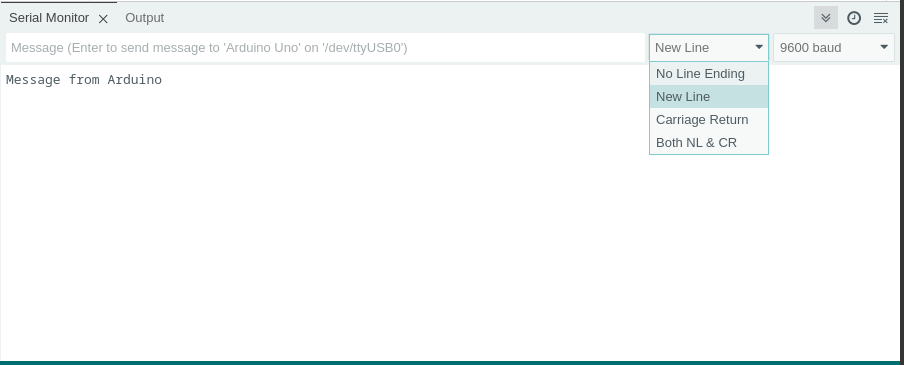 Serial Monitor Output
Message (Enter to send message to 'Arduino Uno' on '/dev/ttyUSB0') New Line 9600 baud
Message from Arduino
No Line Ending
New Line
Carriage Return
Both NL & CR